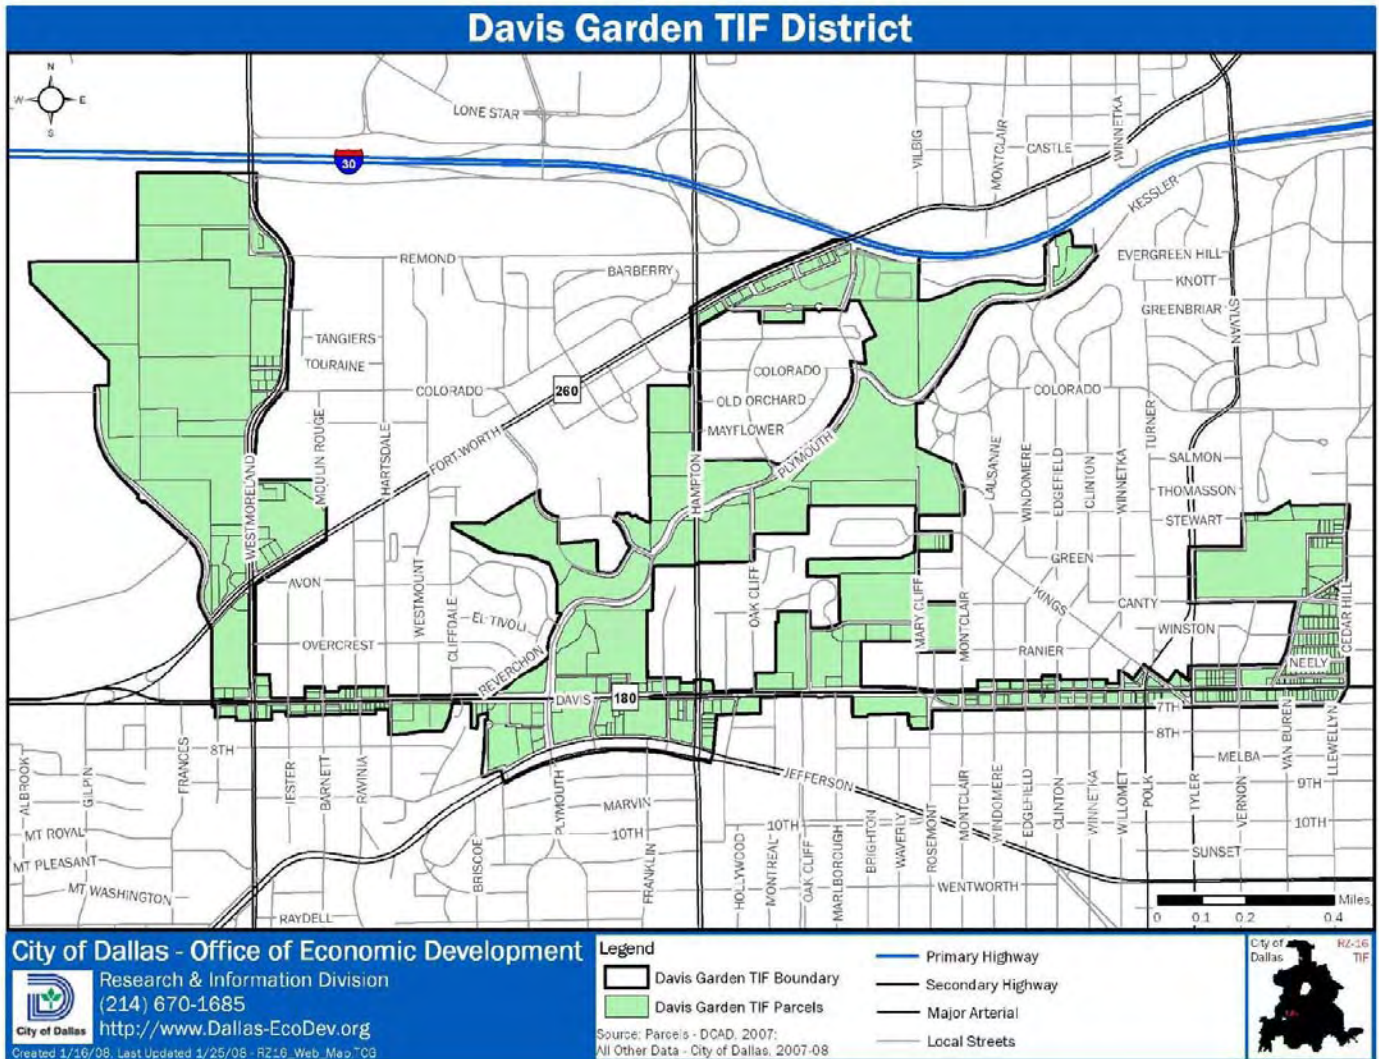 Davis Garden TIF District
N
W
E
S
LONE STAR
30
VILBIG
MONTCLAIR
CASTLE
WINNETKA
KESSLER
REMOND
BARBERRY
EVERGREEN HILL
KNOTT
GREENBRIAR
SYLVAN
TANGIERS
TOURAINE
COLORADO
260
COLORADO
OLD ORCHARD
MAYFLOWER
COLORADO
MOULIN ROUGE
HARTSDALE
FORT WORTH
WESTMORELAND
HAMPTON
PLYMOUTH
LAUSANNE
WINDOMERE
EDGEFIELD
CLINTON
WINNETKA
TURNER
SALMON
THOMASSON
STEWART
AVON
WESTMOUNT
CLIFFDALE
EL TIVOLI
OAK CLIFF
MARY CLIFF
MONTCLAIR
GREEN
KINGS
CANTY
WINSTON
CEDAR HILL
OVERCREST
REVERCHON
RANIER
NEELY
DAVIS
180
7TH
8TH
8TH
ALBROOK
GILPIN
FRANCES
JESTER
BARNETT
RAVINIA
PLYMOUTH
JEFFERSON
MELBA
VAN BUREN
LLEWELLYN
9TH
MARVIN
10TH
10TH
10TH
MT ROYAL
MT PLEASANT
MT WASHINGTON
RAYDELL
BRISCOE
FRANKLIN
HOLLYWOOD
MONTREAL
OAK CLIFF
MARLBOROUGH
BRIGHTON
WAVERLY
ROSEMONT
MONTCLAIR
WINDOMERE
EDGEFIELD
CLINTON
WINNETKA
WILLOMET
POLK
TYLER
VERNON
SUNSET
WENTWORTH
Miles
0 0.1 0.2 0.4
City of Dallas - Office of Economic Development
Research & Information Division
(214) 670-1685
http://www.Dallas-EcoDev.org
City of Dallas
Created 1/16/08, Last Updated 1/25/08 - RZ16_Web_Map.TCG
Legend
Davis Garden TIF Boundary
Davis Garden TIF Parcels
Source: Parcels - DCAD, 2007;
All Other Data - City of Dallas, 2007-08
Primary Highway
Secondary Highway
Major Arterial
Local Streets
City of
Dallas
RZ-16
TIF